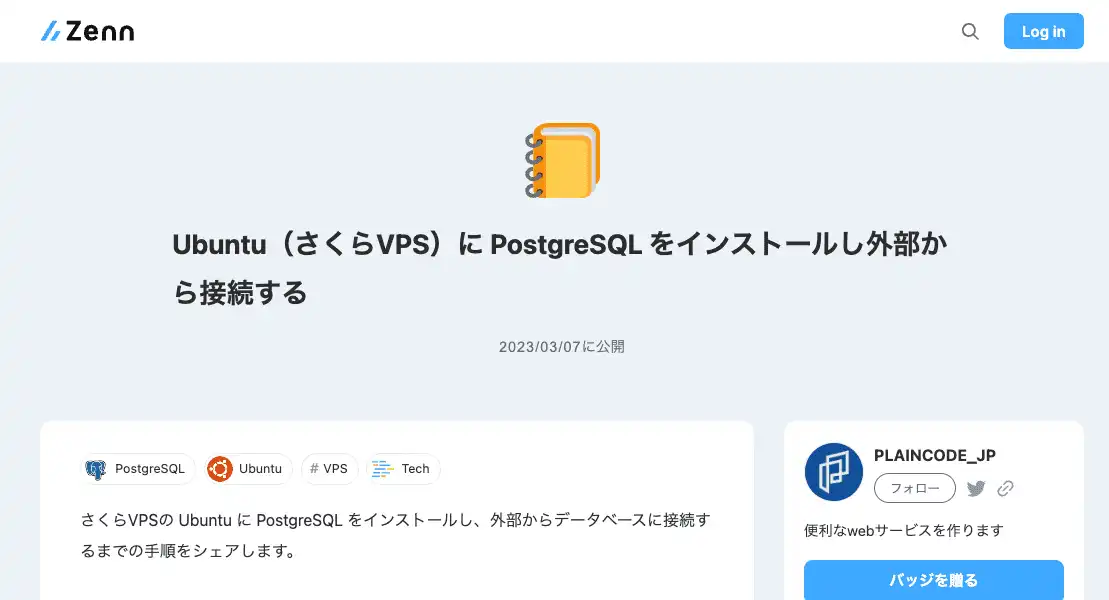 Zenn
Log in
Ubuntu（さくらVPS）に PostgreSQL をインストールし外部か
ら接続する
2023/03/07に公開
PostgreSQL
Ubuntu
# VPS
Tech
さくらVPSの Ubuntu に PostgreSQL をインストールし、外部からデータベースに接続す
るまでの手順をシェアします。
PLAINCODE_JP
フォロー
便利なwebサービスを作ります
バッジを贈る